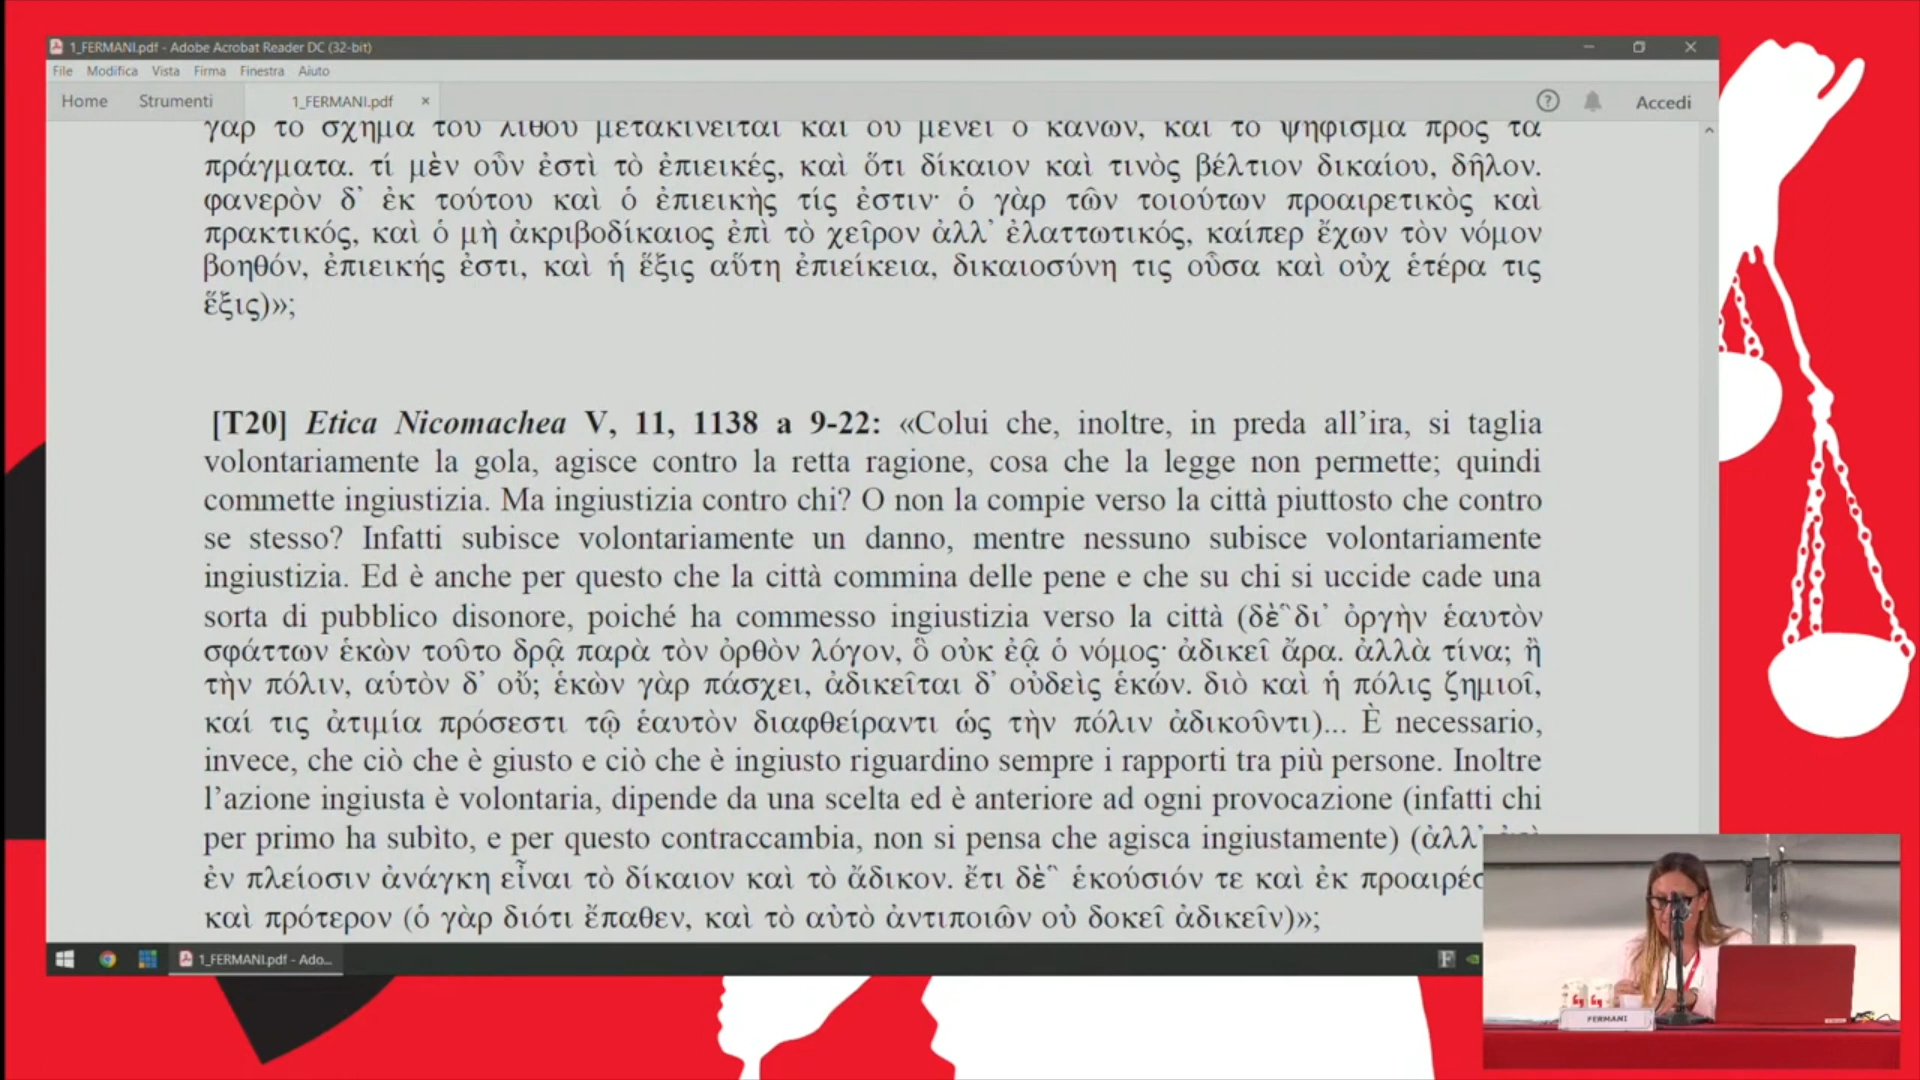 1_FERMANI.pdf - Adobe Acrobat Reader DC (32-bit)
File Modifica Vista Firma Finestra Aiuto
Home Strumenti 1_FERMANI.pdf × ? Accedi
γὰρ τὸ σχῆμα τοῦ λίθου μετακινεῖται καὶ οὐ μένει ὁ κανών, καὶ τὸ ψήφισμα πρὸς τὰ
πράγματα. τί μὲν οὖν ἐστὶ τὸ ἐπιεικές, καὶ ὅτι δίκαιον καὶ τινὸς βέλτιον δικαίου, δῆλον.
φανερὸν δ’ ἐκ τούτου καὶ ὁ ἐπιεικὴς τίς ἐστιν· ὁ γὰρ τῶν τοιούτων προαιρετικὸς καὶ
πρακτικός, καὶ ὁ μὴ ἀκριβοδίκαιος ἐπὶ τὸ χεῖρον ἀλλ’ ἐλαττωτικός, καίπερ ἔχων τὸν νόμον
βοηθόν, ἐπιεικής ἐστι, καὶ ἡ ἕξις αὕτη ἐπιείκεια, δικαιοσύνη τις οὖσα καὶ οὐχ ἑτέρα τις
ἕξις)»;
[T20] Etica Nicomachea V, 11, 1138 a 9-22: «Colui che, inoltre, in preda all’ira, si taglia
volontariamente la gola, agisce contro la retta ragione, cosa che la legge non permette; quindi
commette ingiustizia. Ma ingiustizia contro chi? O non la compie verso la città piuttosto che contro
se stesso? Infatti subisce volontariamente un danno, mentre nessuno subisce volontariamente
ingiustizia. Ed è anche per questo che la città commina delle pene e che su chi si uccide cade una
sorta di pubblico disonore, poiché ha commesso ingiustizia verso la città (δὲ῝δι’ ὀργὴν ἑαυτὸν
σφάττων ἑκὼν τοῦτο δρᾷ παρὰ τὸν ὀρθὸν λόγον, ὃ οὐκ ἐᾷ ὁ νόμος· ἀδικεῖ ἄρα. ἀλλὰ τίνα; ἢ
τὴν πόλιν, αὑτὸν δ’ οὔ; ἑκὼν γὰρ πάσχει, ἀδικεῖται δ’ οὐδεὶς ἑκών. διὸ καὶ ἡ πόλις ζημιοῖ,
καί τις ἀτιμία πρόσεστι τῷ ἑαυτὸν διαφθείραντι ὡς τὴν πόλιν ἀδικοῦντι)... È necessario,
invece, che ciò che è giusto e ciò che è ingiusto riguardino sempre i rapporti tra più persone. Inoltre
l’azione ingiusta è volontaria, dipende da una scelta ed è anteriore ad ogni provocazione (infatti chi
per primo ha subìto, e per questo contraccambia, non si pensa che agisca ingiustamente) (ἀλλ’
ἐν πλείοσιν ἀνάγκη εἶναι τὸ δίκαιον καὶ τὸ ἄδικον. ἔτι δὲ῝ ἑκούσιόν τε καὶ ἐκ προαιρέσ
καὶ πρότερον (ὁ γὰρ διότι ἔπαθεν, καὶ τὸ αὐτὸ ἀντιποιῶν οὐ δοκεῖ ἀδικεῖν)»;
1_FERMANI.pdf - Ado...
F
FERMANI